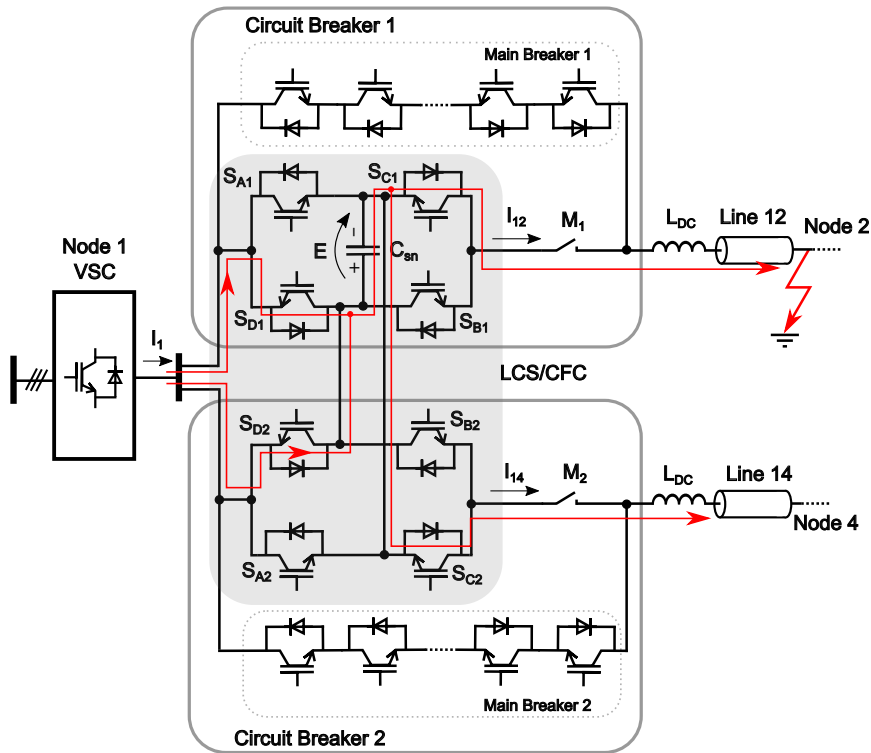 Circuit Breaker 1
Main Breaker 1
S_A1
S_C1
I_12
M_1
L_DC
Line 12
Node 2
Node 1
VSC
E
-
+
C_sn
I_1
S_D1
S_B1
LCS/CFC
S_D2
S_B2
I_14
M_2
L_DC
Line 14
Node 4
S_A2
S_C2
Main Breaker 2
Circuit Breaker 2